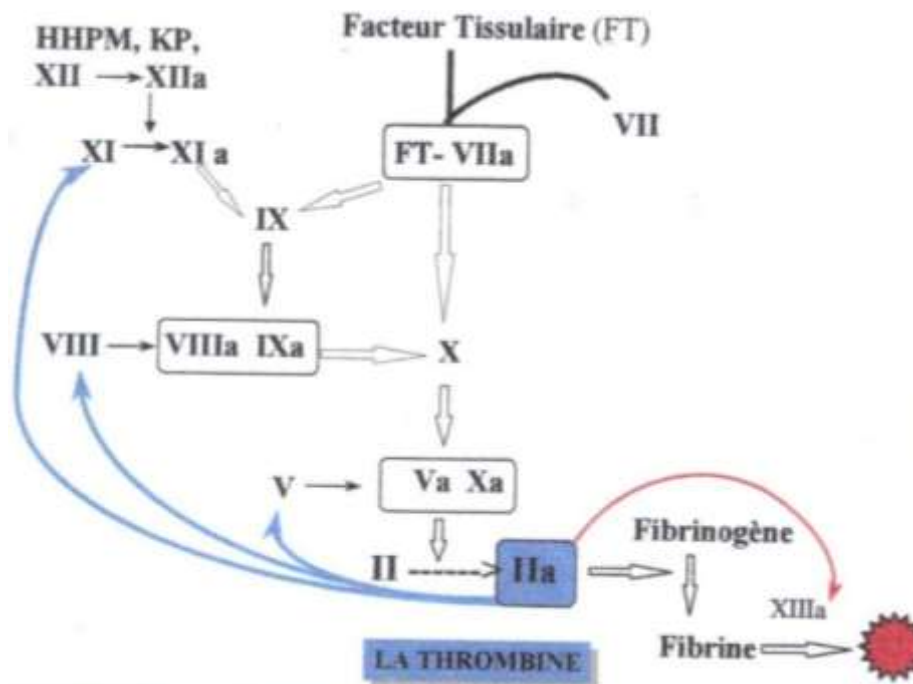 Facteur Tissulaire (FT)
HHPM, KP,
XII XIIa
VII
XI XI a
FT- VIIa
IX
VIII VIIIa IXa X
V Va Xa
Fibrinogène
II IIa
XIIIa
Fibrine
LA THROMBINE